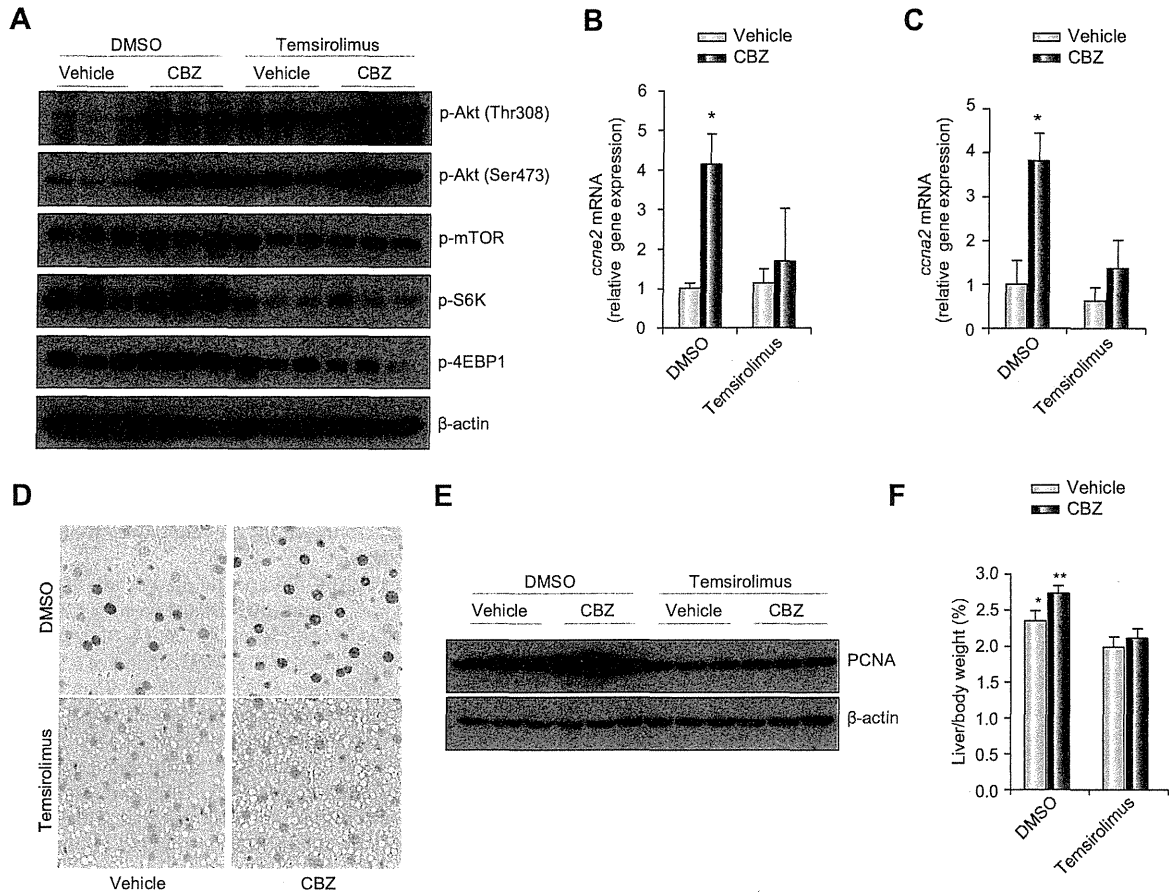 A
DMSO Temsirolimus
Vehicle CBZ Vehicle CBZ
p-Akt (Thr308)
p-Akt (Ser473)
p-mTOR
p-S6K
p-4EBP1
β-actin
B
Vehicle
CBZ
ccne2 mRNA
(relative gene expression)
6
5
4
3
2
1
0
*
DMSO
Temsirolimus
C
Vehicle
CBZ
ccna2 mRNA
(relative gene expression)
5
4
3
2
1
0
*
DMSO
Temsirolimus
D
DMSO
Temsirolimus
Vehicle CBZ
E
DMSO Temsirolimus
Vehicle CBZ Vehicle CBZ
PCNA
β-actin
F
Vehicle
CBZ
Liver/body weight (%)
3.0
2.5
2.0
1.5
1.0
0.5
0.0
* **
DMSO
Temsirolimus